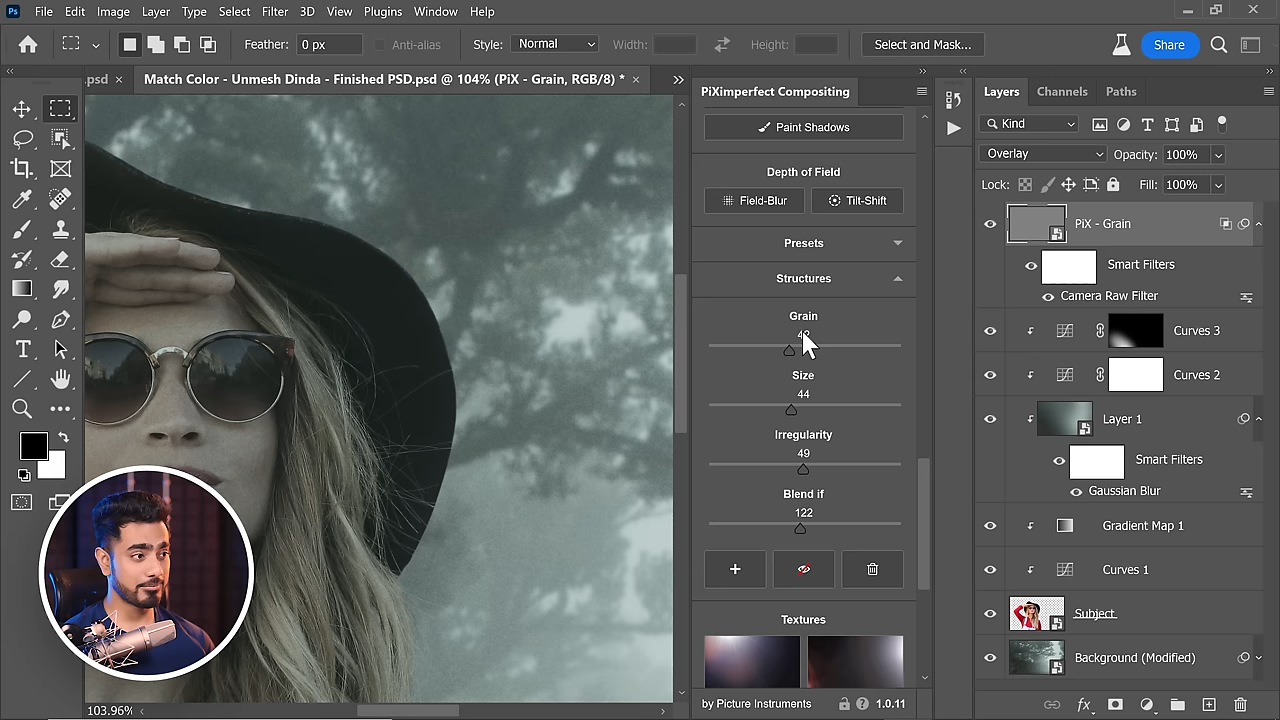 Ps File Edit Image Layer Type Select Filter 3D View Plugins Window Help
Feather: 0 px Anti-alias Style: Normal Width: Height: Select and Mask... Share
.psd × Match Color - Unmesh Dinda - Finished PSD.psd @ 104% (PiX - Grain, RGB/8) * ×
PiXimperfect Compositing
Paint Shadows
Depth of Field
Field-Blur Tilt-Shift
Presets
Structures
Grain
Size
44
Irregularity
49
Blend if
122
Textures
by Picture Instruments 1.0.11
Layers Channels Paths
Kind
Overlay Opacity: 100%
Lock: Fill: 100%
PiX - Grain
Smart Filters
Camera Raw Filter
Curves 3
Curves 2
Layer 1
Smart Filters
Gaussian Blur
Gradient Map 1
Curves 1
Subject
Background (Modified)
103.96%